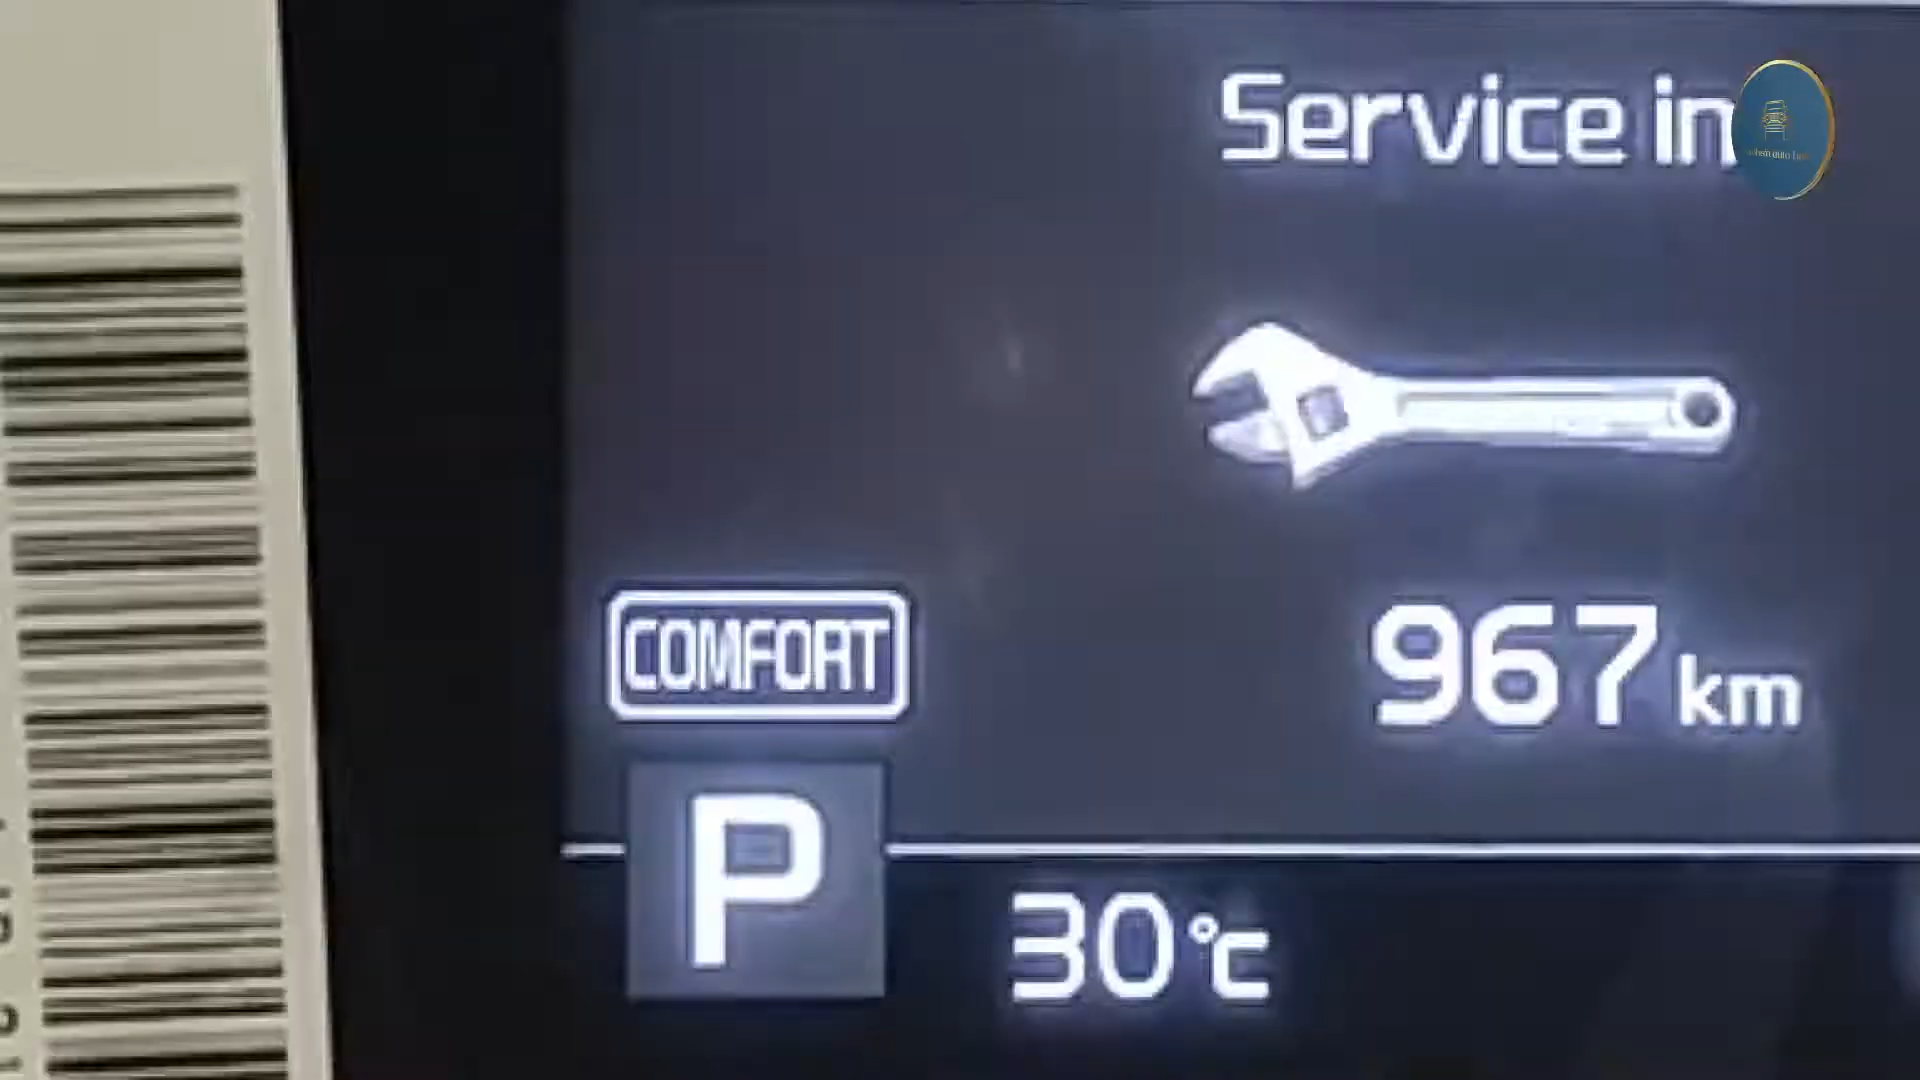 Service in
COMFORT
967 km
P
30 °C